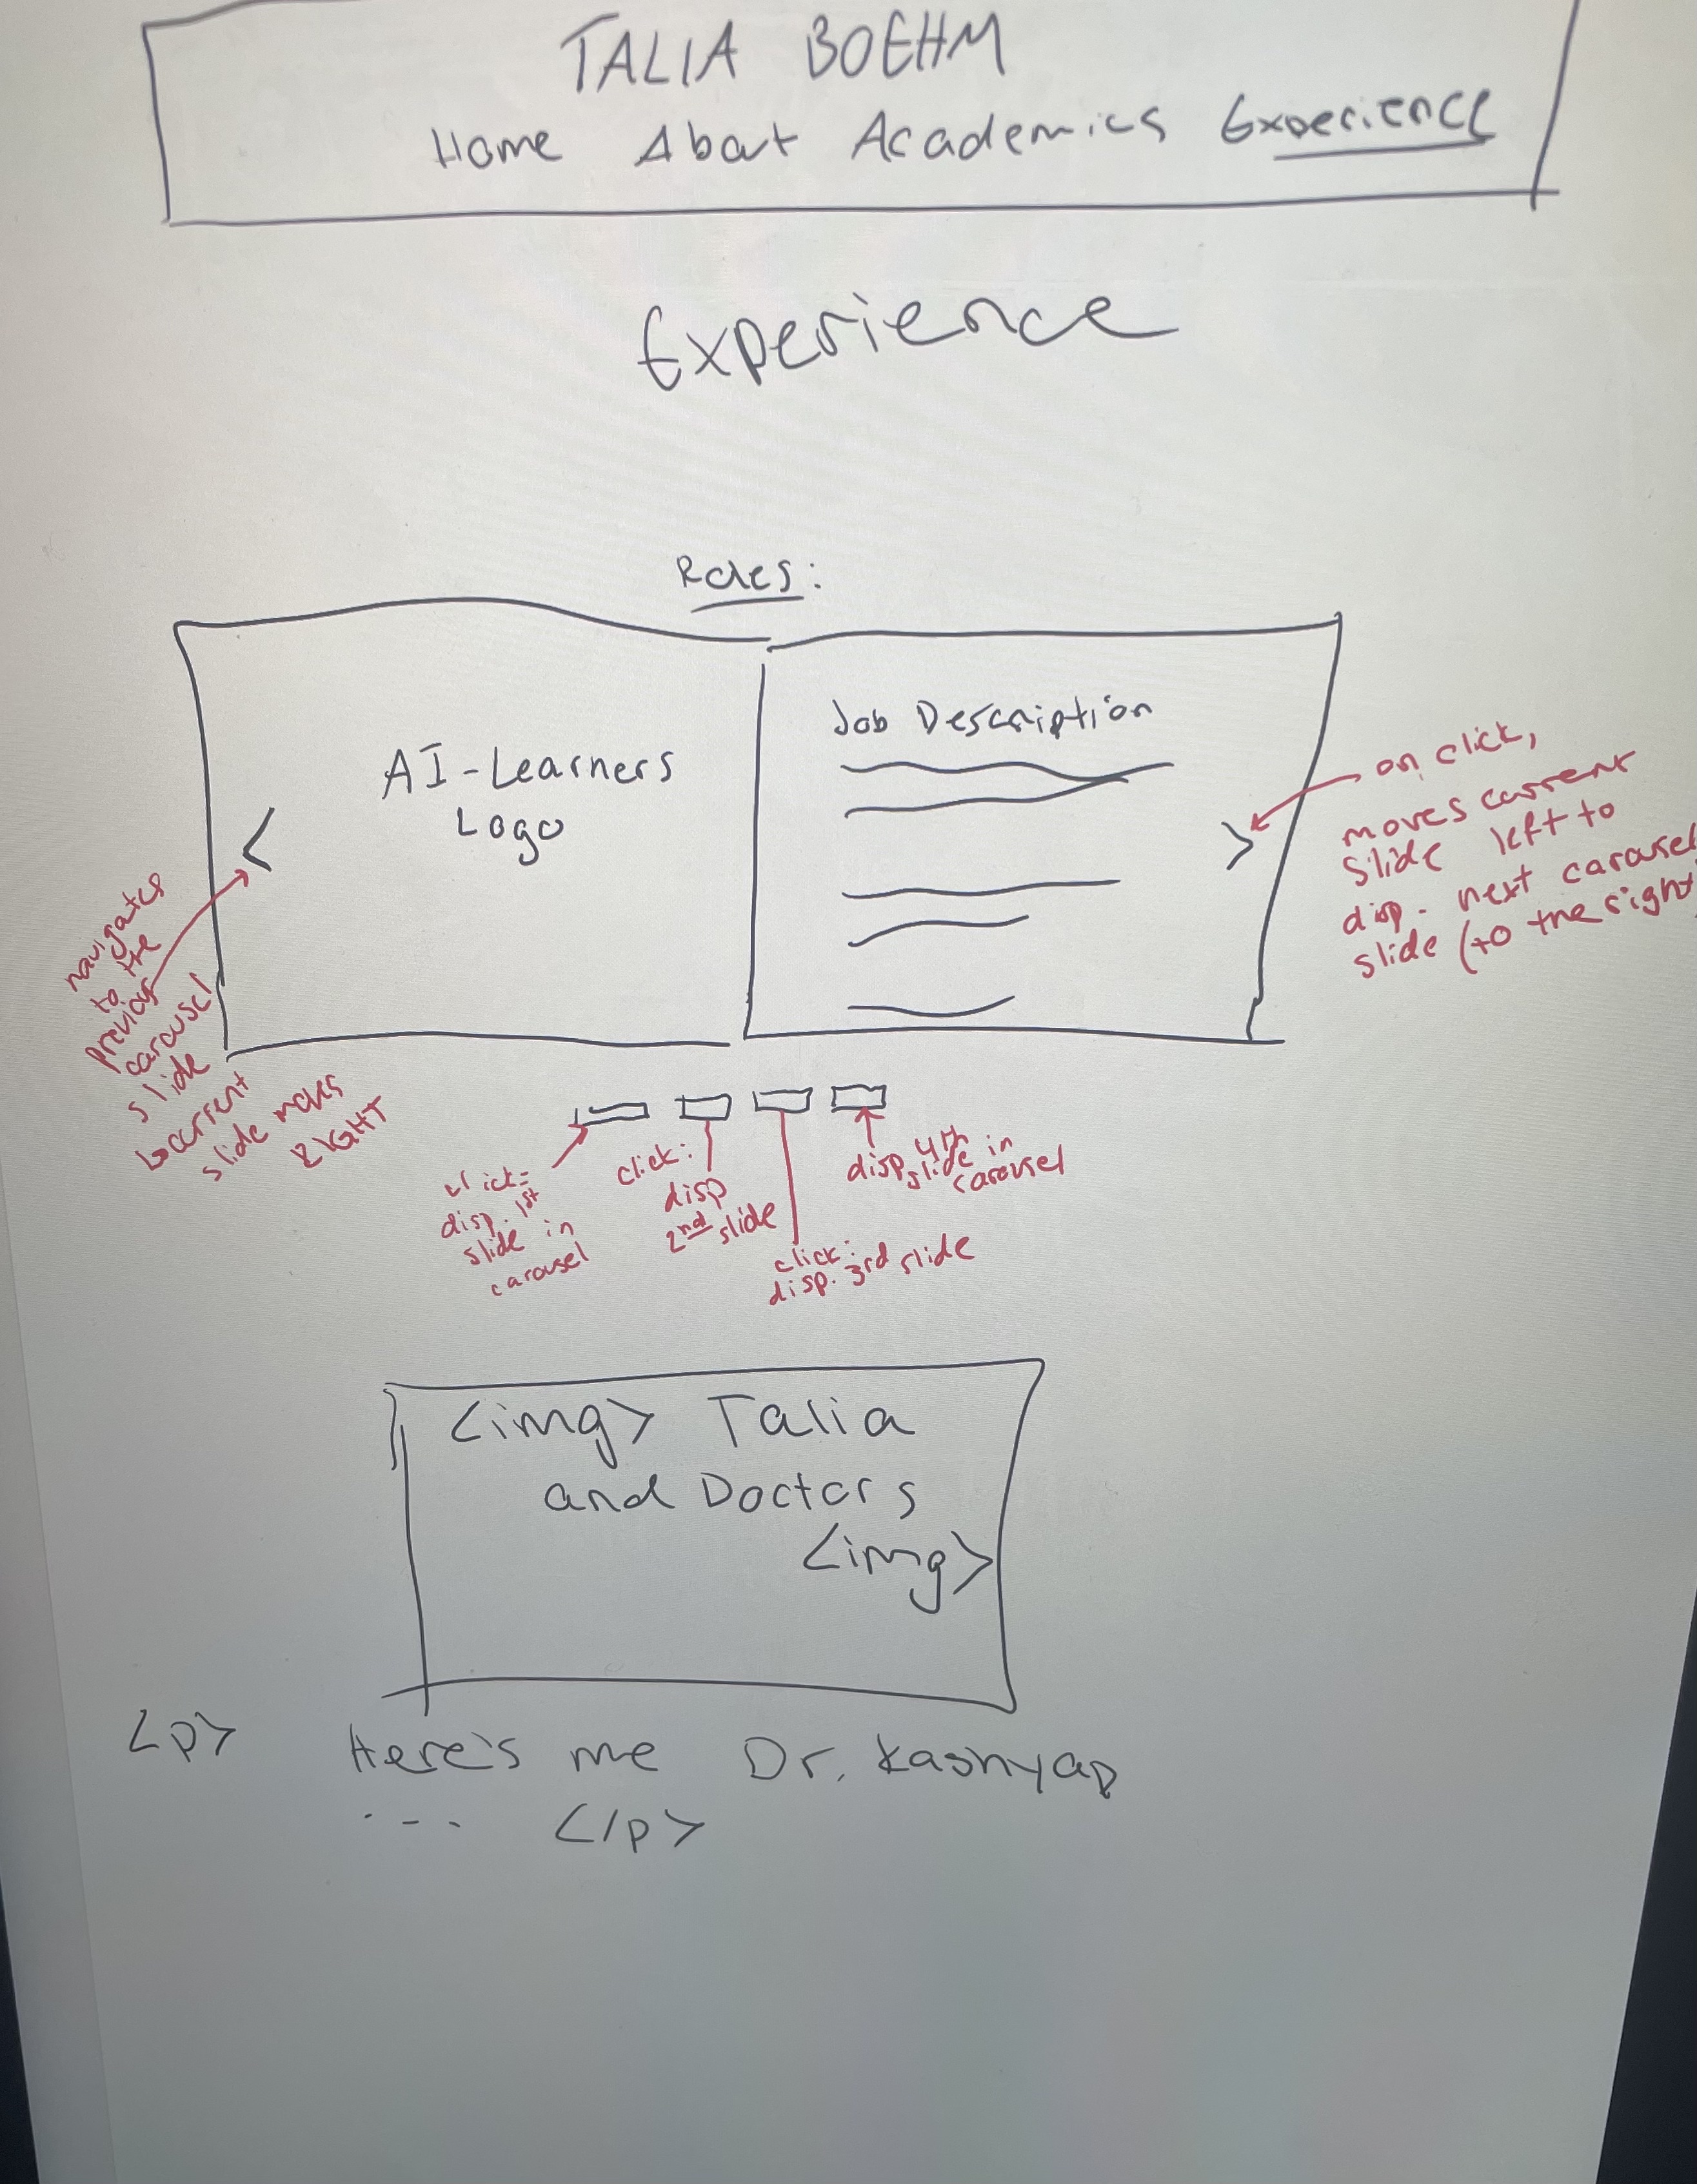 TALIA BOEHM
Home About Academics Experience
Experience
Roles:
AI-Learners
Logo
<
Job Description
>
on click,
moves current
slide left to
disp. next carousel
slide (to the right
navigates
to the
previous
carousel
slide
current
slide moves
RIGHT
click=
disp. 1st
slide in
carousel
click:
disp
2nd slide
click:
disp. 3rd slide
disp 4th
slide in
carousel
<img> Talia
and Doctors
<img>
<p> Here's me Dr. Kashyap
--. </p>